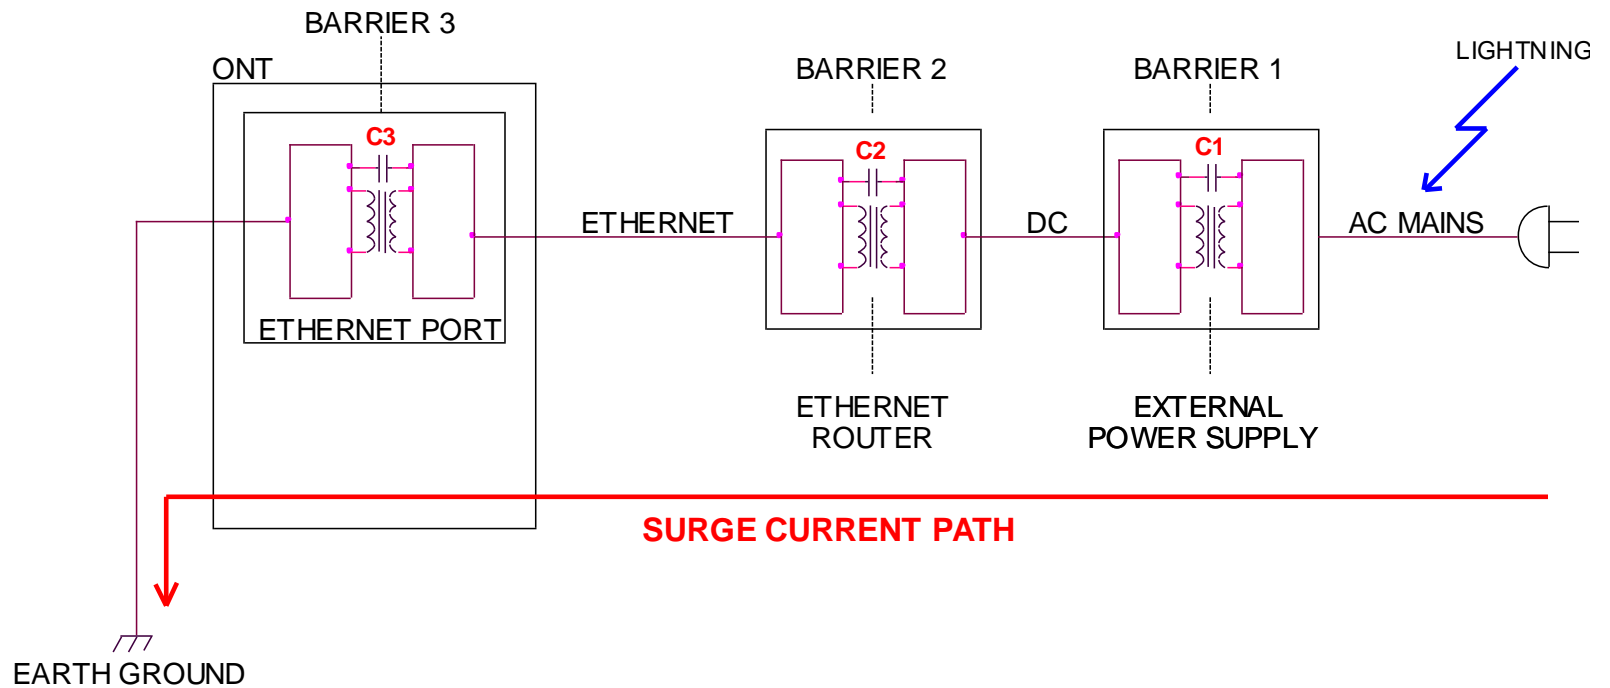 BARRIER 3
ONT
BARRIER 2
BARRIER 1
LIGHTNING
C3
C2
C1
ETHERNET
DC
AC MAINS
ETHERNET PORT
ETHERNET
ROUTER
EXTERNAL
POWER SUPPLY
SURGE CURRENT PATH
EARTH GROUND